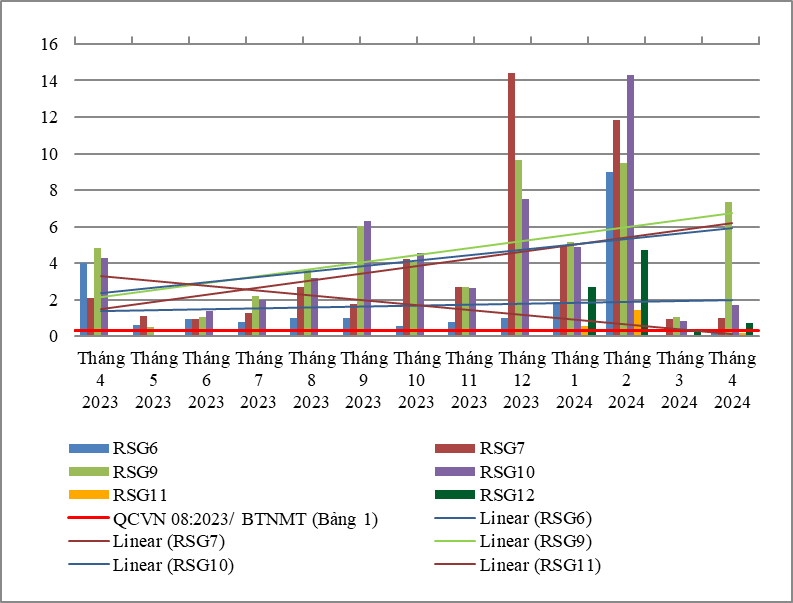 16
14
12
10
8
6
4
2
0
Tháng Tháng Tháng Tháng Tháng Tháng Tháng Tháng Tháng Tháng Tháng Tháng Tháng
4 5 6 7 8 9 10 11 12 1 2 3 4
2023 2023 2023 2023 2023 2023 2023 2023 2023 2024 2024 2024 2024
RSG6 RSG7
RSG9 RSG10
RSG11 RSG12
QCVN 08:2023/ BTNMT (Bảng 1) Linear (RSG6)
Linear (RSG7) Linear (RSG9)
Linear (RSG10) Linear (RSG11)